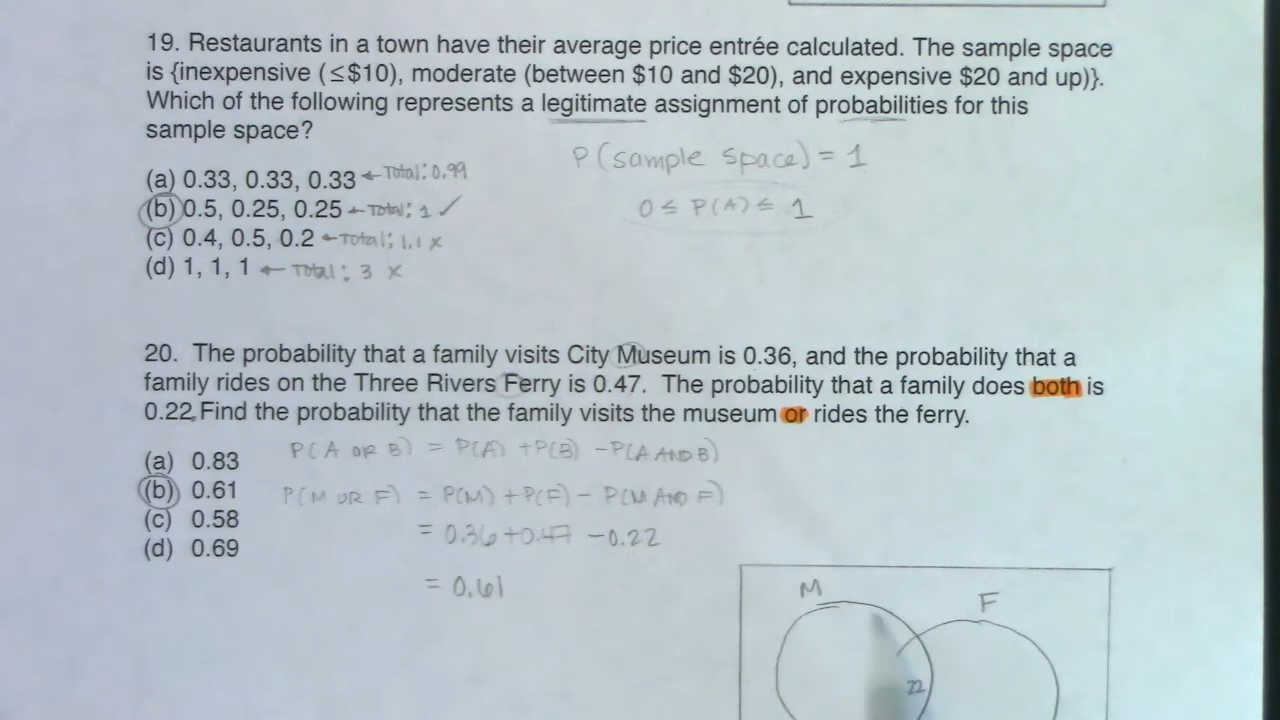 19. Restaurants in a town have their average price entrée calculated. The sample space
is {inexpensive (≤$10), moderate (between $10 and $20), and expensive $20 and up)}.
Which of the following represents a legitimate assignment of probabilities for this
sample space?
P(sample space) = 1
0 ≤ P(A) ≤ 1
(a) 0.33, 0.33, 0.33 ← Total: 0.99
(b) 0.5, 0.25, 0.25 ← Total: 1 ✓
(c) 0.4, 0.5, 0.2 ← Total: 1.1 x
(d) 1, 1, 1 ← Total: 3 x
20. The probability that a family visits City Museum is 0.36, and the probability that a
family rides on the Three Rivers Ferry is 0.47. The probability that a family does both is
0.22, Find the probability that the family visits the museum or rides the ferry.
(a) 0.83
(b) 0.61
(c) 0.58
(d) 0.69
P(A OR B) = P(A) + P(B) - P(A AND B)
P(M OR F) = P(M) + P(F) - P(M AND F)
= 0.36 + 0.47 - 0.22
= 0.61
M
F
22